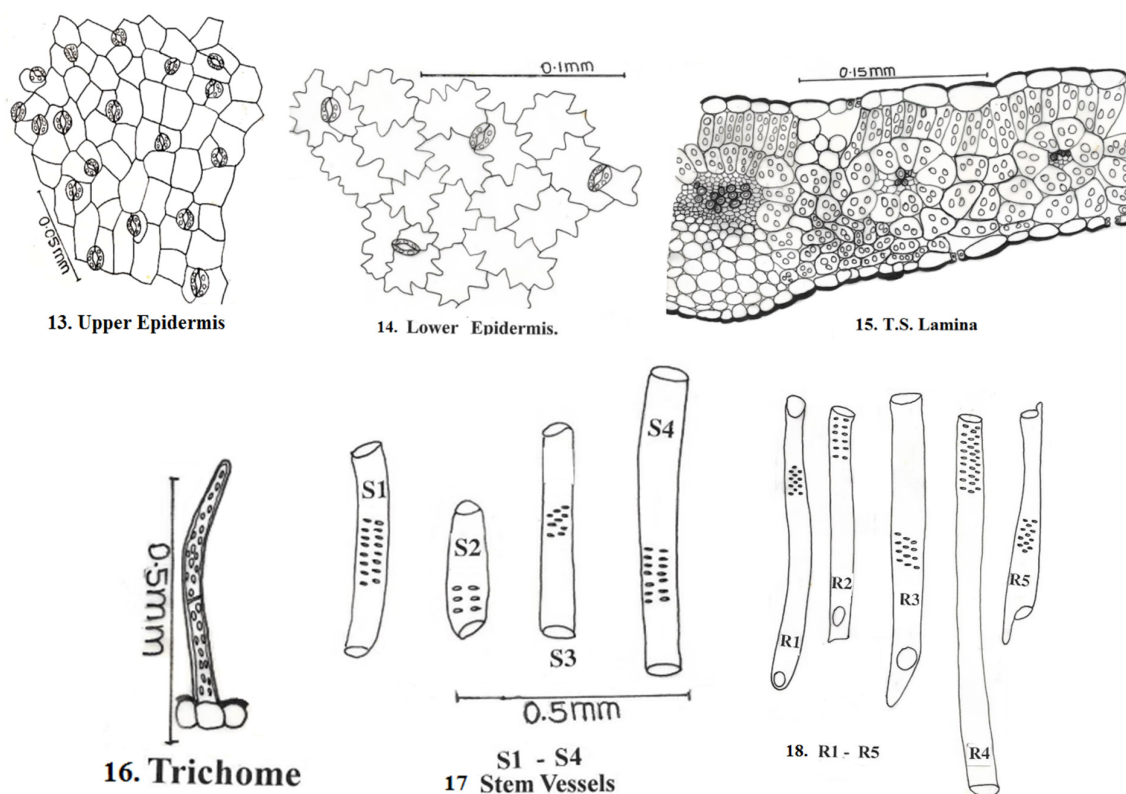 0.05mm
13. Upper Epidermis
0.1mm
14. Lower Epidermis.
0.15mm
15. T.S. Lamina
0.5mm
16. Trichome
S1
S2
S3
S4
0.5mm
S1 - S4
17 Stem Vessels
R1
R2
R3
R4
R5
18. R1 - R5